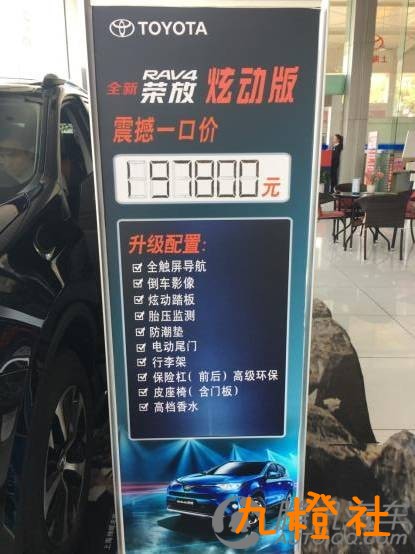 TOYOTA
全新 RAV4 荣放 炫动版
震撼一口价
197800元
升级配置:
全触屏导航
倒车影像
炫动踏板
胎压监测
防潮垫
电动尾门
行李架
保险杠(前后)高级环保
皮座椅(含门板)
高档香水
九橙社